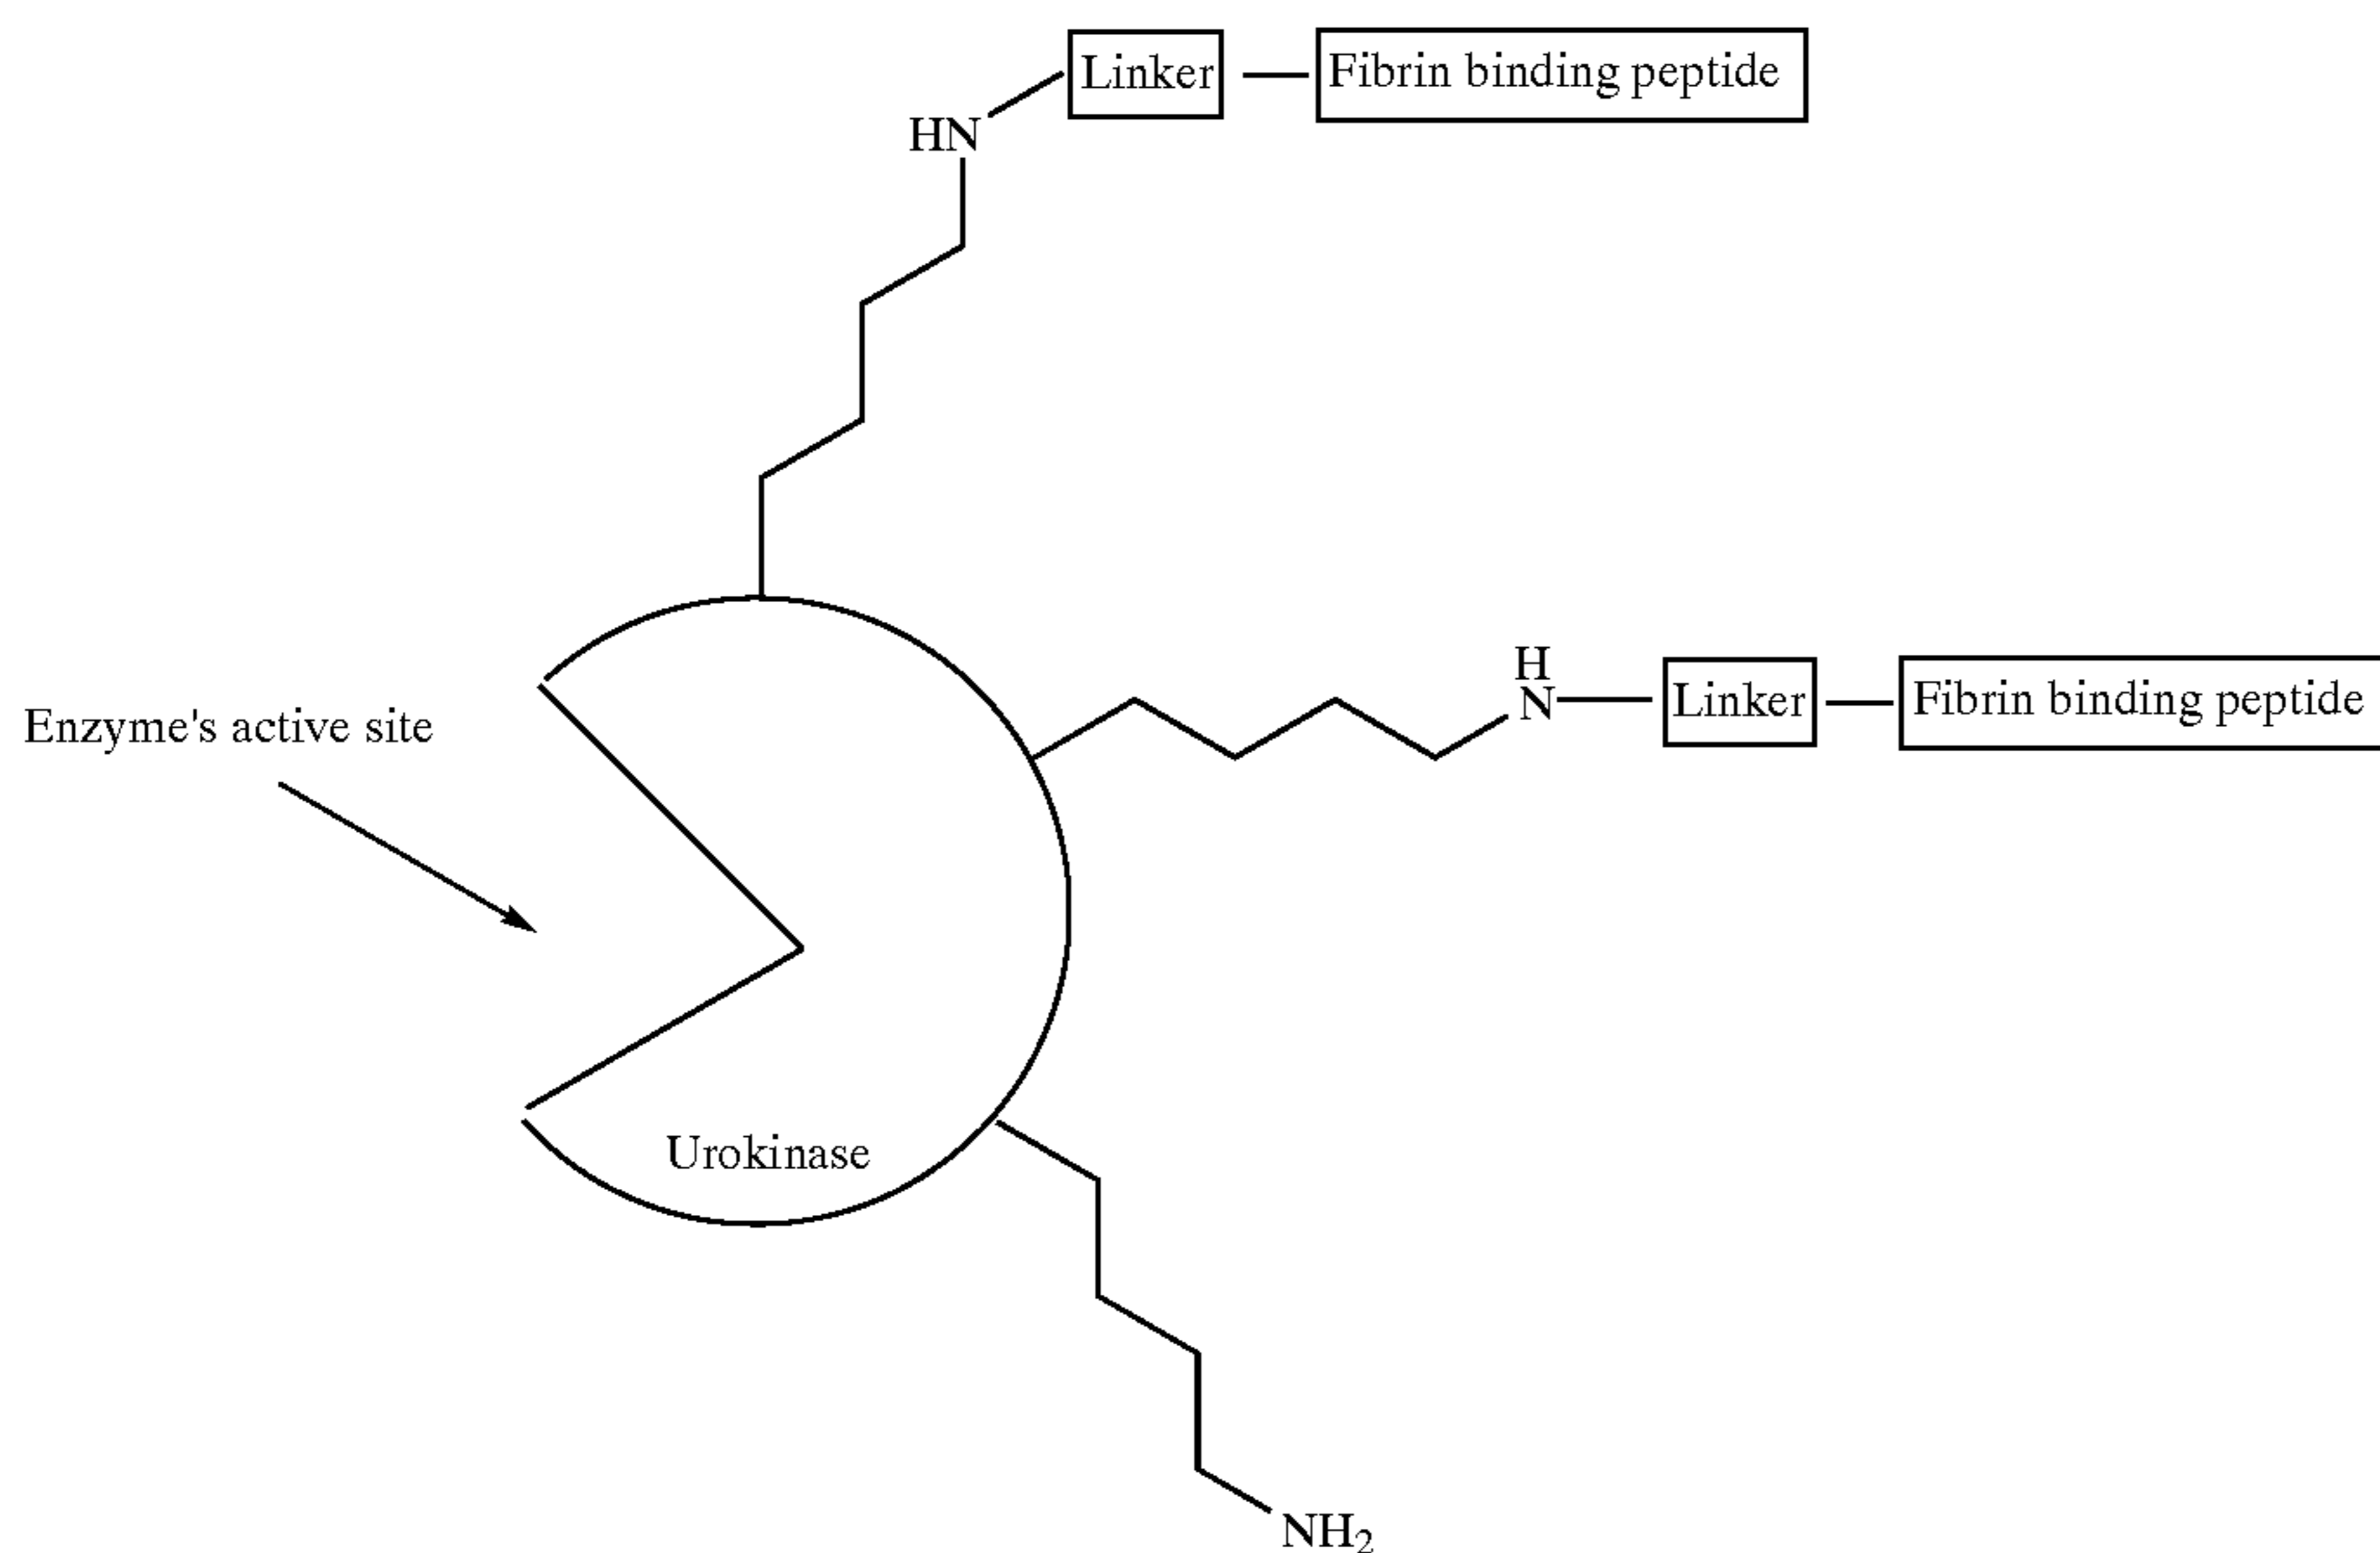 Linker
Fibrin binding peptide
HN
H
N
Linker
Fibrin binding peptide
Enzyme's active site
Urokinase
NH2